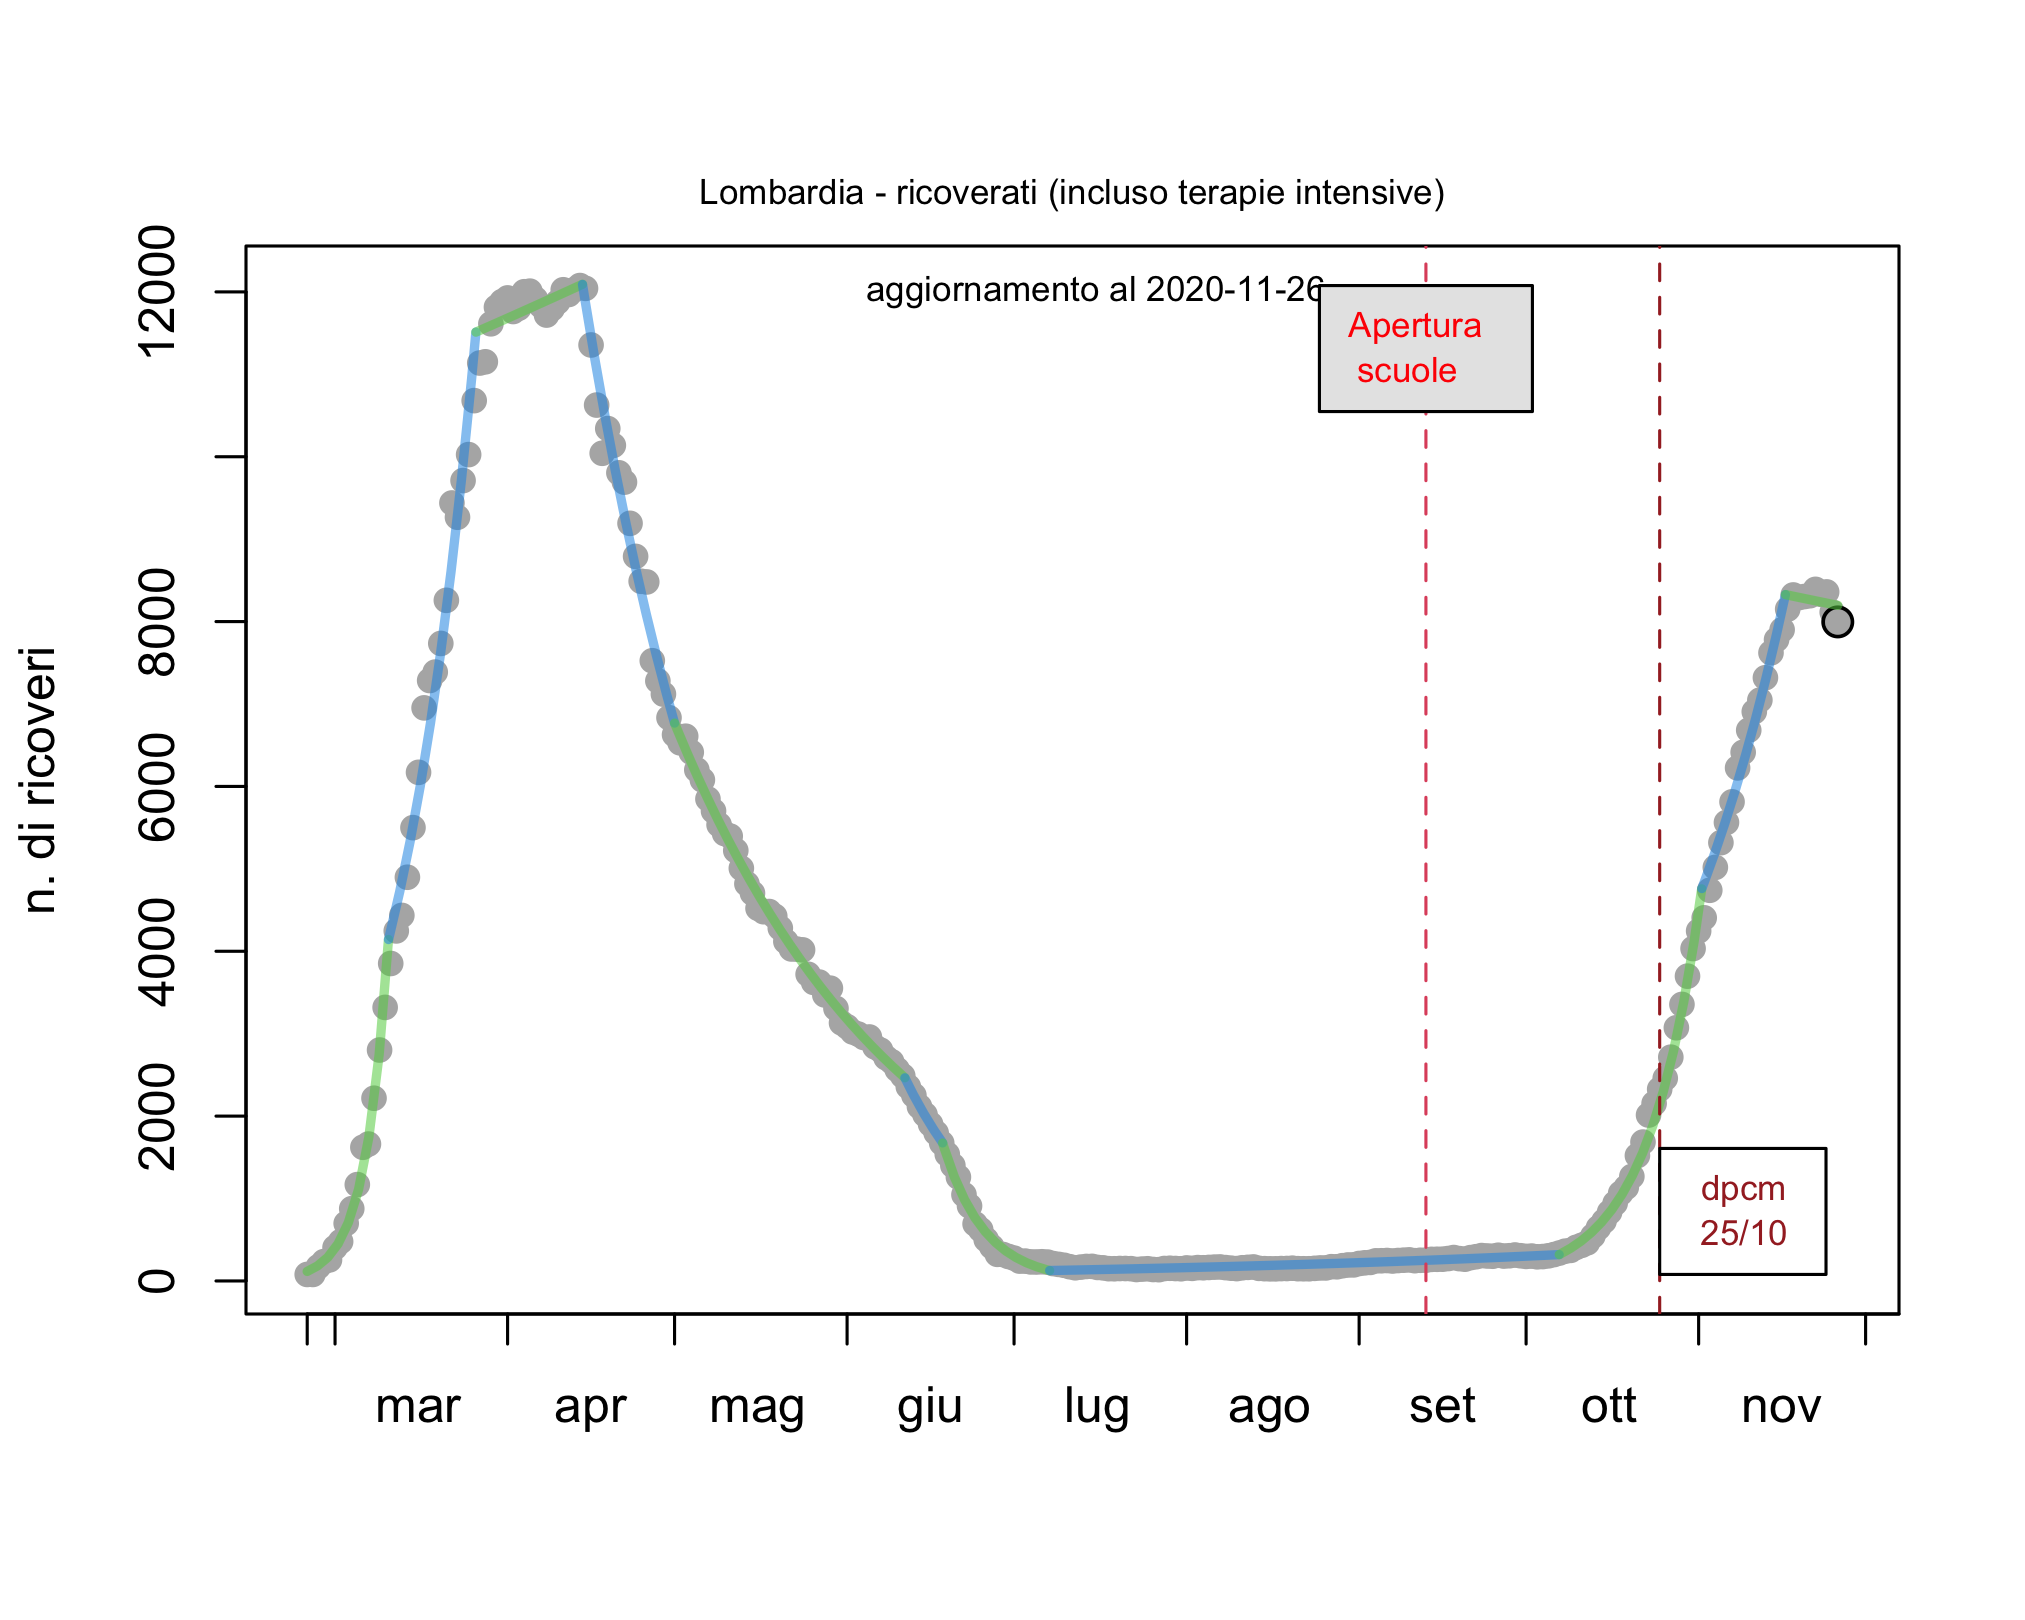 Lombardia - ricoverati (incluso terapie intensive)
aggiornamento al 2020-11-26
Apertura
scuole
dpcm
25/10
n. di ricoveri
12000
8000
6000
4000
2000
0
mar apr mag giu lug ago set ott nov